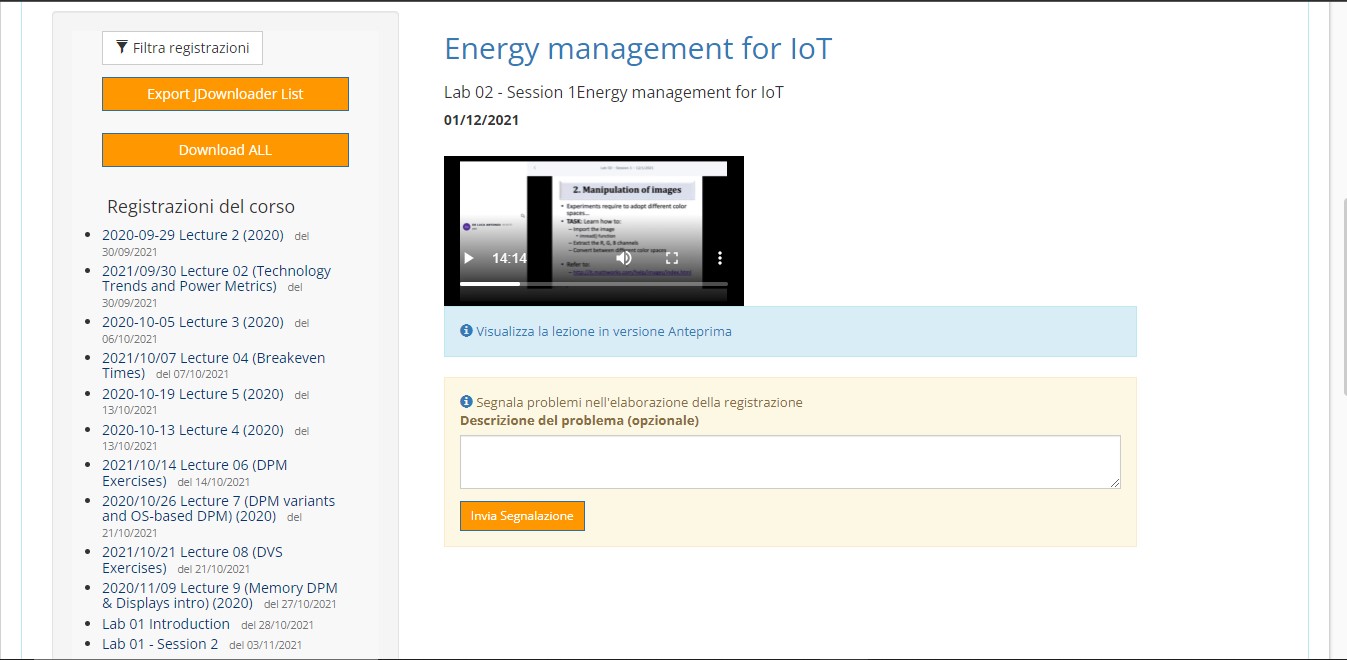 Filtra registrazioni
Export JDownloader List
Download ALL
Registrazioni del corso
2020-09-29 Lecture 2 (2020) del
30/09/2021
2021/09/30 Lecture 02 (Technology
Trends and Power Metrics) del
30/09/2021
2020-10-05 Lecture 3 (2020) del
06/10/2021
2021/10/07 Lecture 04 (Breakeven
Times) del 07/10/2021
2020-10-19 Lecture 5 (2020) del
13/10/2021
2020-10-13 Lecture 4 (2020) del
13/10/2021
2021/10/14 Lecture 06 (DPM
Exercises) del 14/10/2021
2020/10/26 Lecture 7 (DPM variants
and OS-based DPM) (2020) del
21/10/2021
2021/10/21 Lecture 08 (DVS
Exercises) del 21/10/2021
2020/11/09 Lecture 9 (Memory DPM
& Displays intro) (2020) del 27/10/2021
Lab 01 Introduction del 28/10/2021
Lab 01 - Session 2 del 03/11/2021
Energy management for IoT
Lab 02 - Session 1Energy management for IoT
01/12/2021
2. Manipulation of images
• Experiments require to adopt different color
spaces...
• TASK: Learn how to:
– Import the image
• imread() function
– Extract the R, G, B channels
– Convert between different color spaces
• Refer to:
14:14
Visualizza la lezione in versione Anteprima
Segnala problemi nell'elaborazione della registrazione
Descrizione del problema (opzionale)
Invia Segnalazione